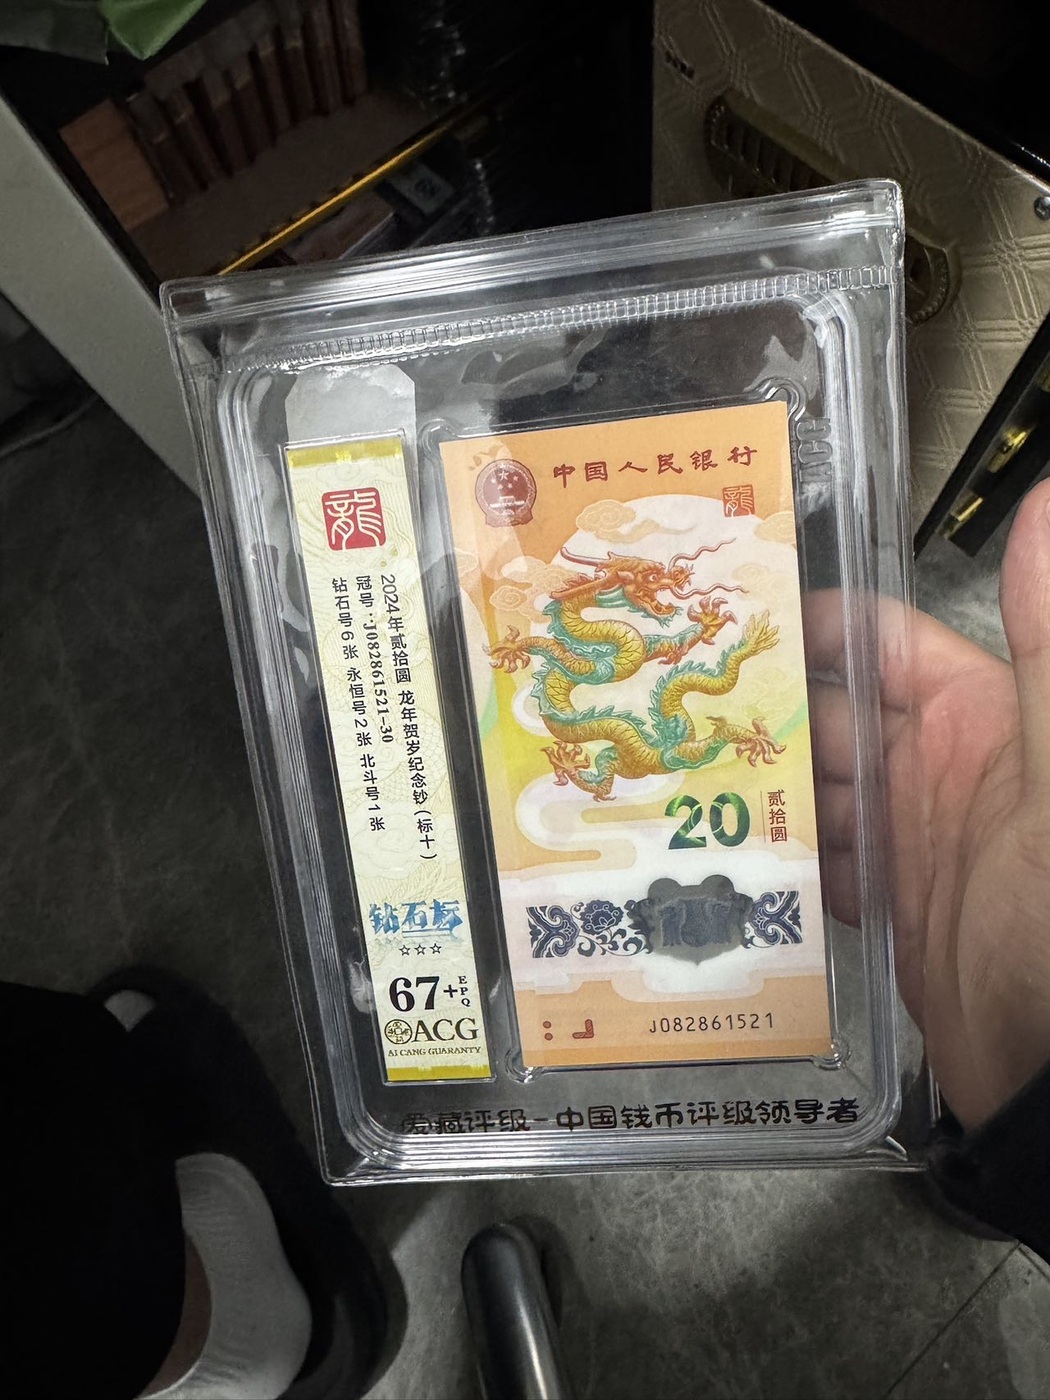 龍
2024年贰拾圆 龙年贺岁纪念钞(标十)
冠号:J082861521-30
钻石号6张 永恒号2张 北斗号1张
钻石标
☆☆☆
67+EPQ
ACG
AI CANG GUARANTY
中国人民银行
龍
20
贰拾圆
J082861521
爱藏评级-中国钱币评级领导者
ACG